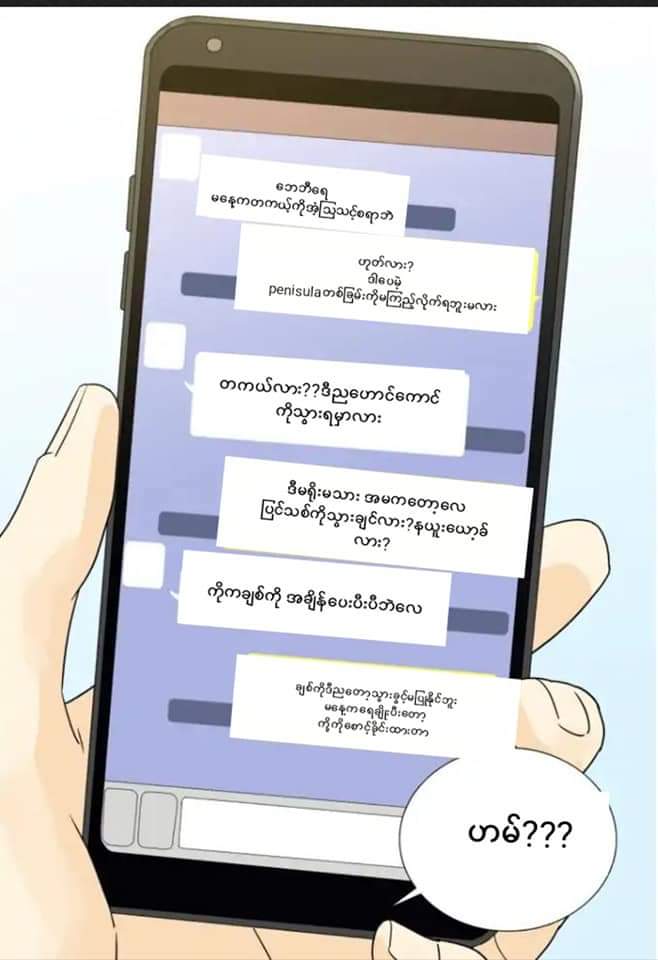 ဘေဘီရေ
မနေ့ကတကယ့်ကိုအံ့ဩသင့်စရာဘဲ
ဟုတ်လား?
ဒါပေမဲ့
penisulaတစ်ခြမ်းကိုမကြည့်လိုက်ရဘူးမလား
တကယ်လား??ဒီညဟောင်ကောင်
ကိုသွားရမှာလား
ဒီမရိုးမသား အမကတော့လေ
ပြင်သစ်ကိုသွားချင်လား?နယူးယော့ခ်
လား?
ကိုကချစ်ကို အချိန်ပေးပီးပီဘဲလေ
ချစ်ကိုဒီညတော့သွားခွင့်မပြုနိုင်ဘူး
မနေ့ကရေချိုးပီးတော့
ကို့ကိုစောင့်ခိုင်းထားတာ
ဟမ်???